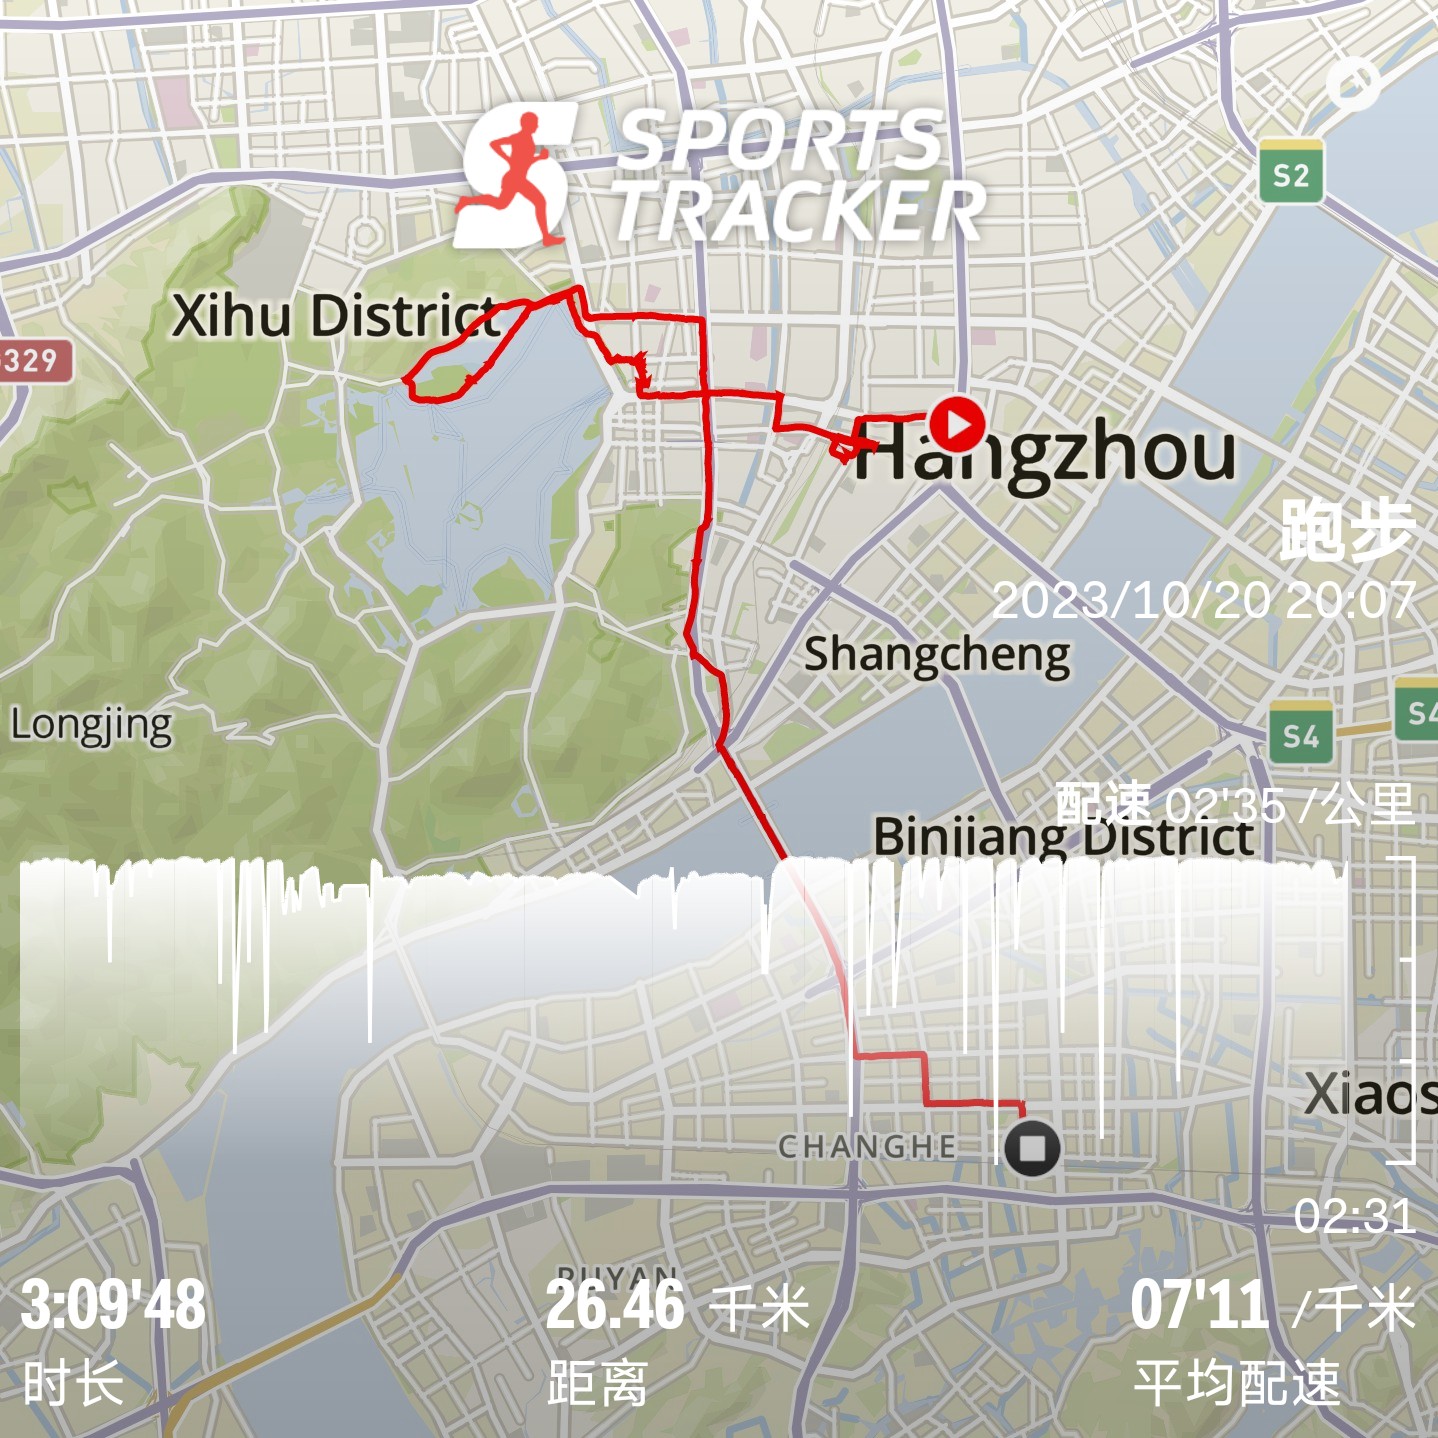 SPORTS
TRACKER
S2
Xihu District
G329
Hangzhou
跑步
2023/10/20 20:07
Shangcheng
Longjing
S4
S4
配速 02'35 /公里
Binjiang District
Xiaos
CHANGHE
02:31
PUYAN
3:09'48
26.46 千米
07'11 /千米
时长
距离
平均配速